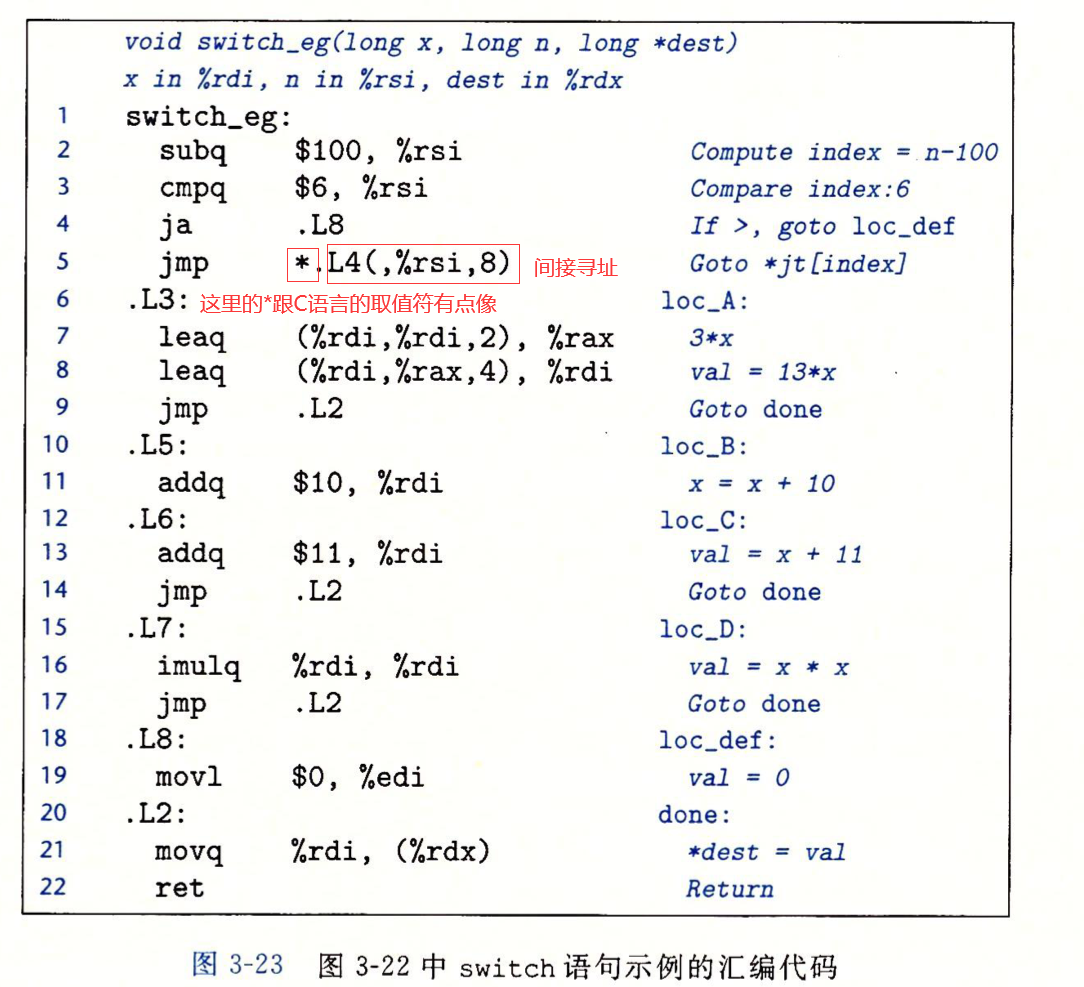 void switch_eg(long x, long n, long *dest)
x in %rdi, n in %rsi, dest in %rdx
1 switch_eg:
2 subq $100, %rsi Compute index = n-100
3 cmpq $6, %rsi Compare index:6
4 ja .L8 If >, goto loc_def
5 jmp *.L4(,%rsi,8) 间接寻址 Goto *jt[index]
6 .L3: 这里的*跟C语言的取值符有点像 loc_A:
7 leaq (%rdi,%rdi,2), %rax 3*x
8 leaq (%rdi,%rax,4), %rdi val = 13*x
9 jmp .L2 Goto done
10 .L5: loc_B:
11 addq $10, %rdi x = x + 10
12 .L6: loc_C:
13 addq $11, %rdi val = x + 11
14 jmp .L2 Goto done
15 .L7: loc_D:
16 imulq %rdi, %rdi val = x * x
17 jmp .L2 Goto done
18 .L8: loc_def:
19 movl $0, %edi val = 0
20 .L2: done:
21 movq %rdi, (%rdx) *dest = val
22 ret Return
图 3-23 图 3-22 中 switch 语句示例的汇编代码